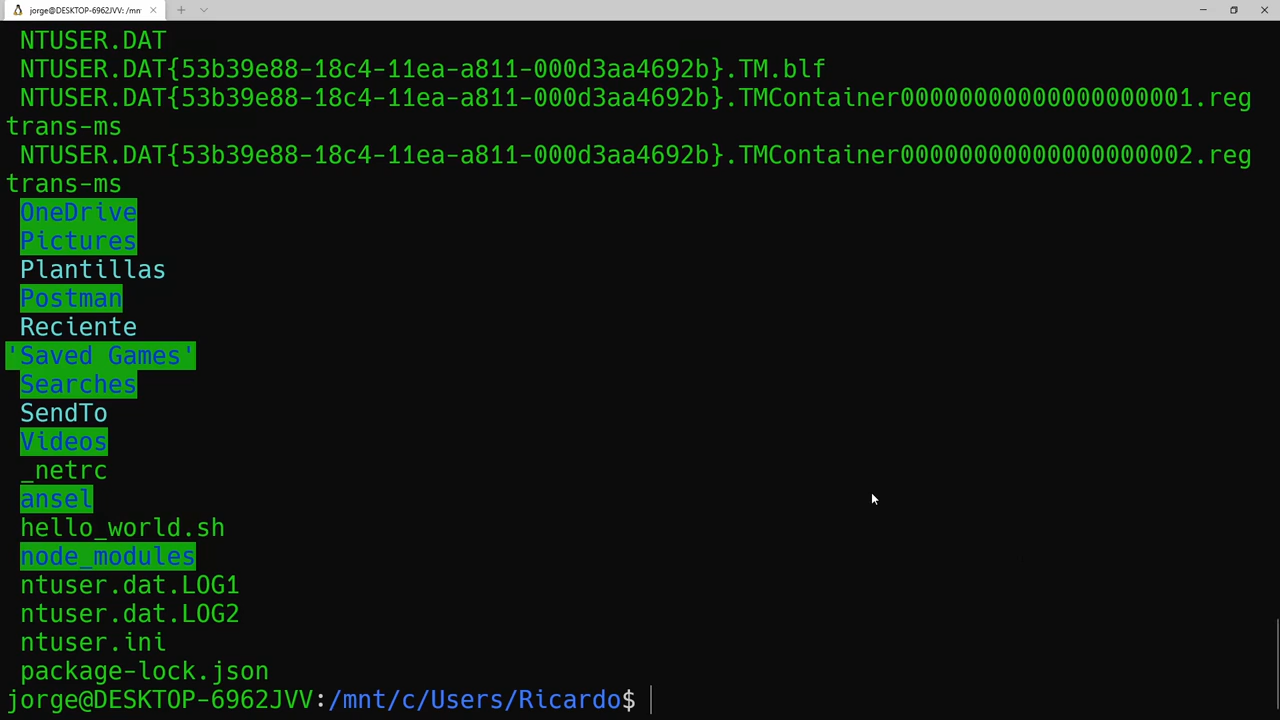 jorge@DESKTOP-6962JVV: /mnt
NTUSER.DAT
NTUSER.DAT{53b39e88-18c4-11ea-a811-000d3aa4692b}.TM.blf
NTUSER.DAT{53b39e88-18c4-11ea-a811-000d3aa4692b}.TMContainer00000000000000000001.reg
trans-ms
NTUSER.DAT{53b39e88-18c4-11ea-a811-000d3aa4692b}.TMContainer00000000000000000002.reg
trans-ms
OneDrive
Pictures
Plantillas
Postman
Reciente
'Saved Games'
Searches
SendTo
Videos
_netrc
ansel
hello_world.sh
node_modules
ntuser.dat.LOG1
ntuser.dat.LOG2
ntuser.ini
package-lock.json
jorge@DESKTOP-6962JVV:/mnt/c/Users/Ricardo$